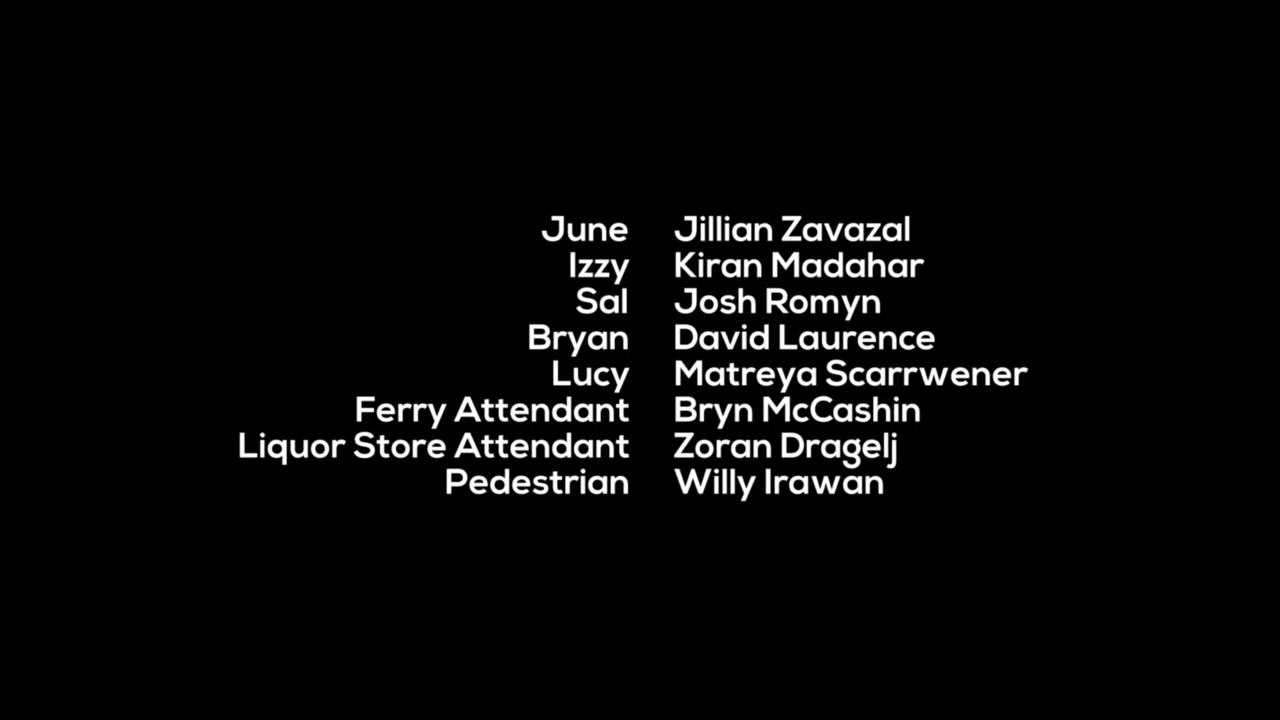 June Jillian Zavazal
Izzy Kiran Madahar
Sal Josh Romyn
Bryan David Laurence
Lucy Matreya Scarrwener
Ferry Attendant Bryn McCashin
Liquor Store Attendant Zoran Dragelj
Pedestrian Willy Irawan